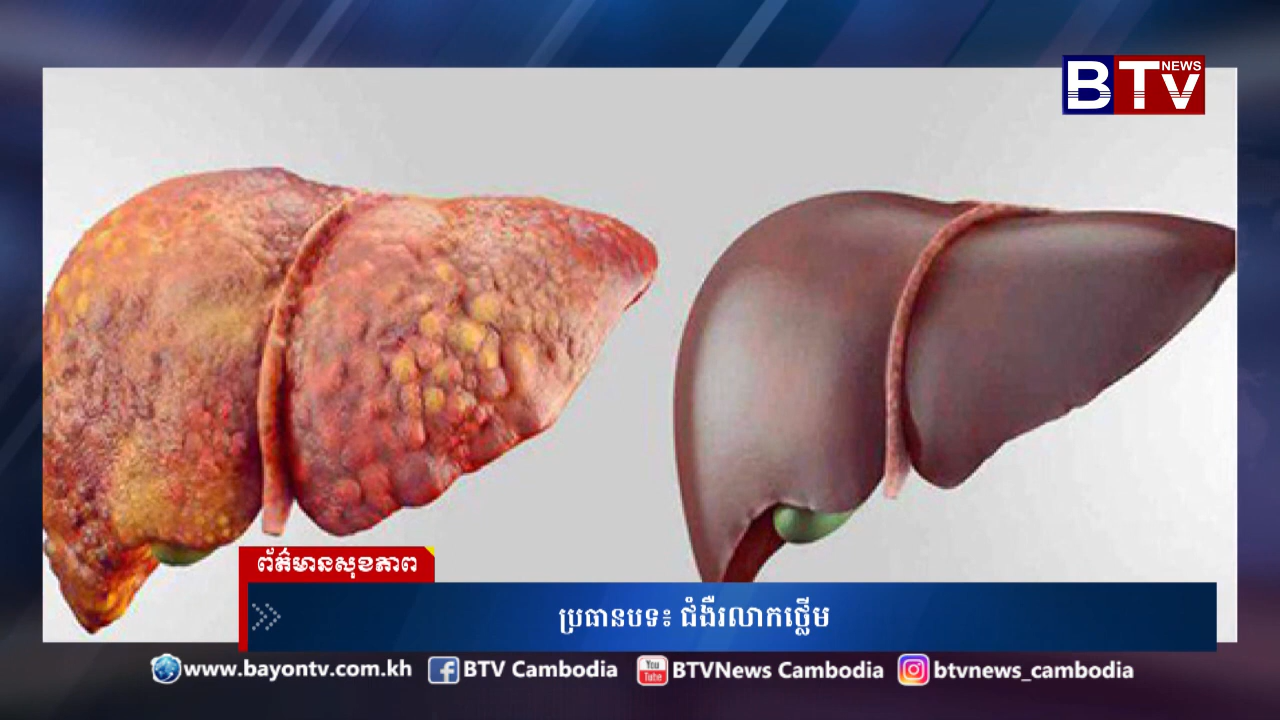 BTV NEWS
ព័ត៌មានសុខភាព
ប្រធានបទ៖ ជំងឺរលាកថ្លើម
www.bayontv.com.kh BTV Cambodia You Tube BTVNews Cambodia btvnews_cambodia